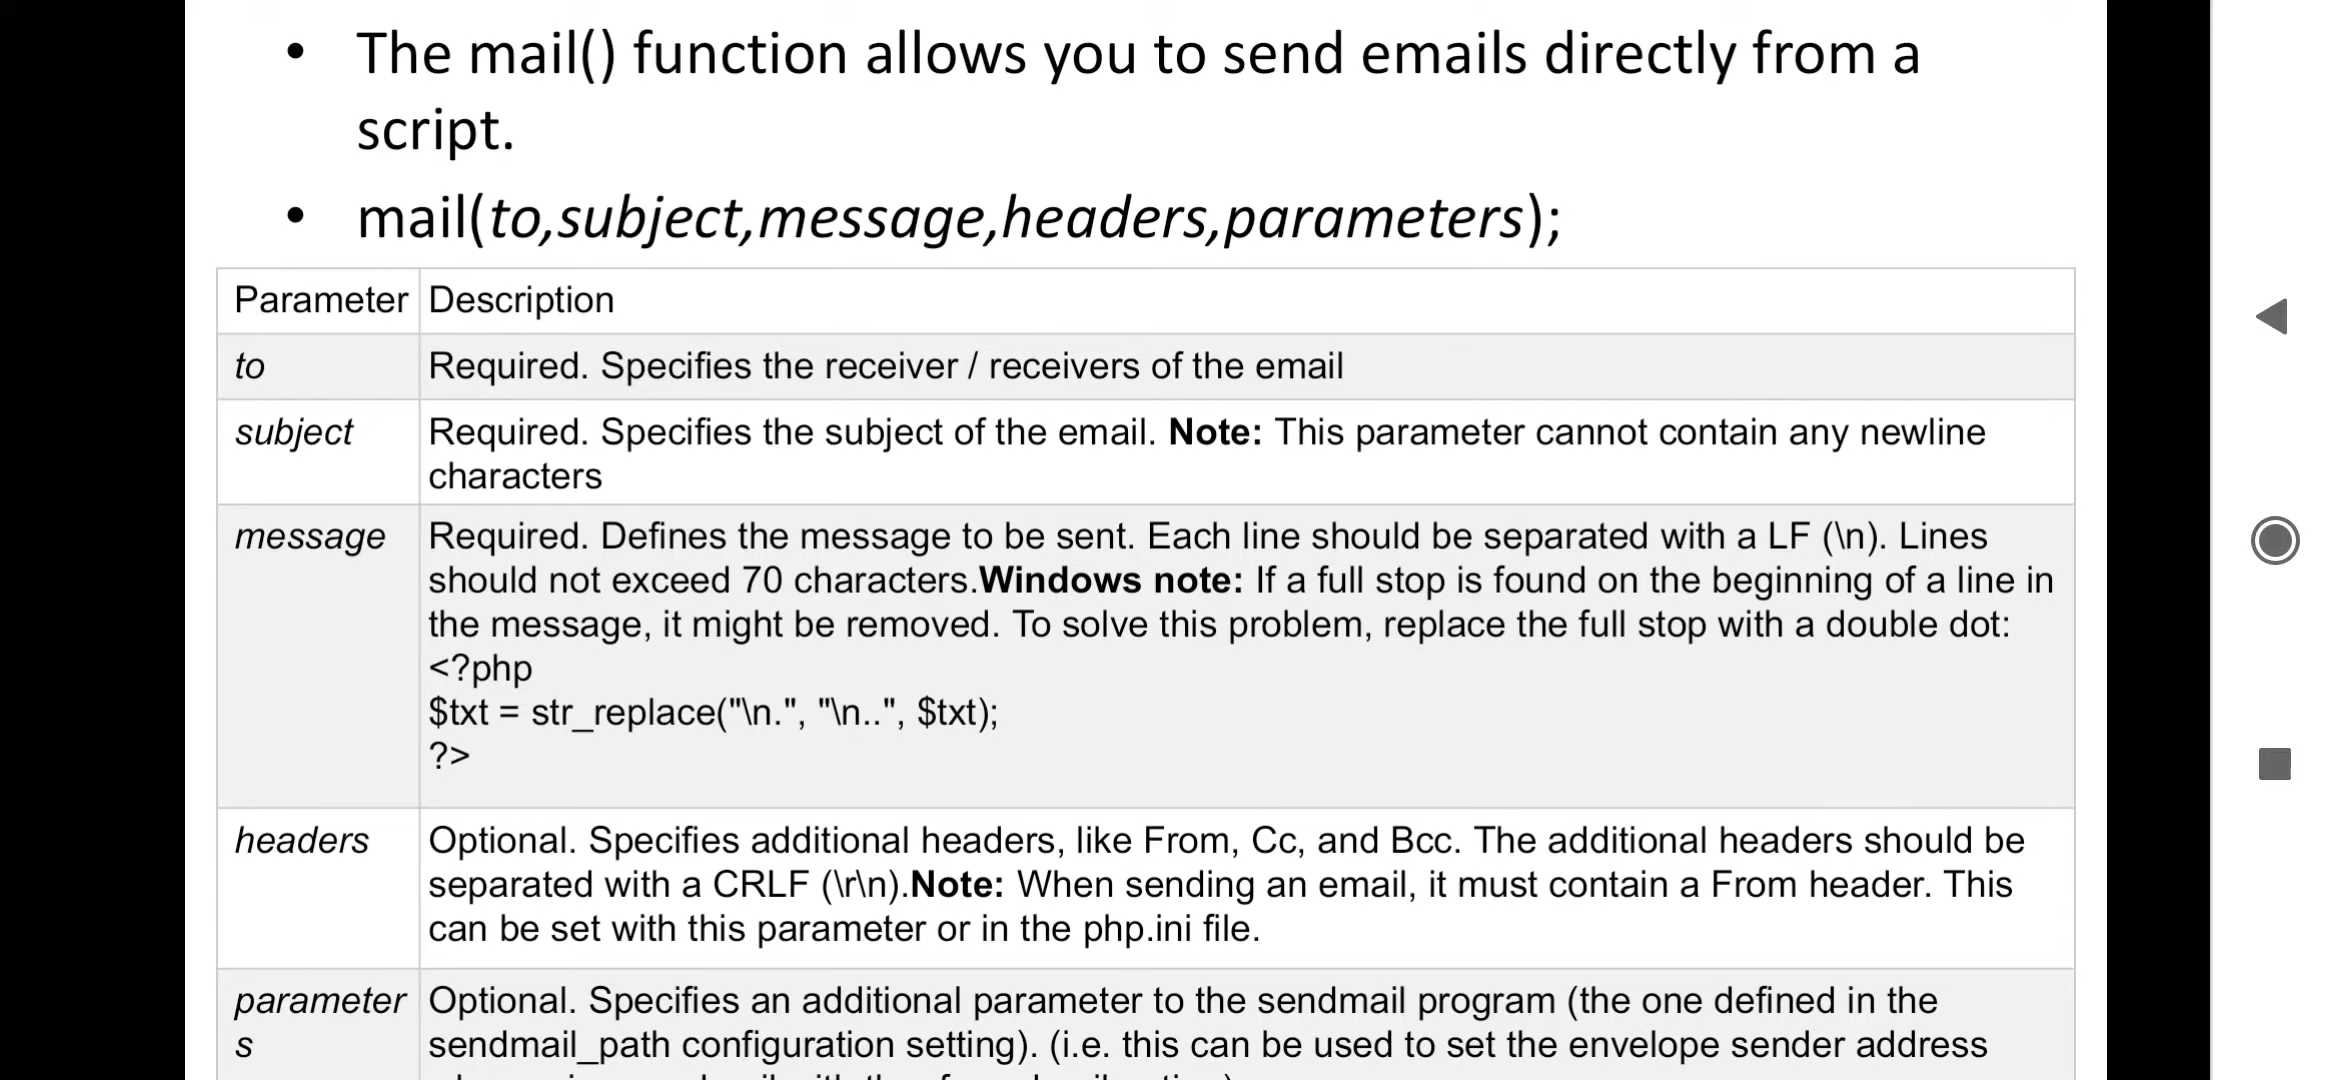 • The mail() function allows you to send emails directly from a
script.
• mail(to,subject,message,headers,parameters);
Parameter Description
to Required. Specifies the receiver / receivers of the email
subject Required. Specifies the subject of the email. Note: This parameter cannot contain any newline
characters
message Required. Defines the message to be sent. Each line should be separated with a LF (\n). Lines
should not exceed 70 characters.Windows note: If a full stop is found on the beginning of a line in
the message, it might be removed. To solve this problem, replace the full stop with a double dot:
<?php
$txt = str_replace("\n.", "\n..", $txt);
?>
headers Optional. Specifies additional headers, like From, Cc, and Bcc. The additional headers should be
separated with a CRLF (\r\n).Note: When sending an email, it must contain a From header. This
can be set with this parameter or in the php.ini file.
parameter Optional. Specifies an additional parameter to the sendmail program (the one defined in the
s sendmail_path configuration setting). (i.e. this can be used to set the envelope sender address